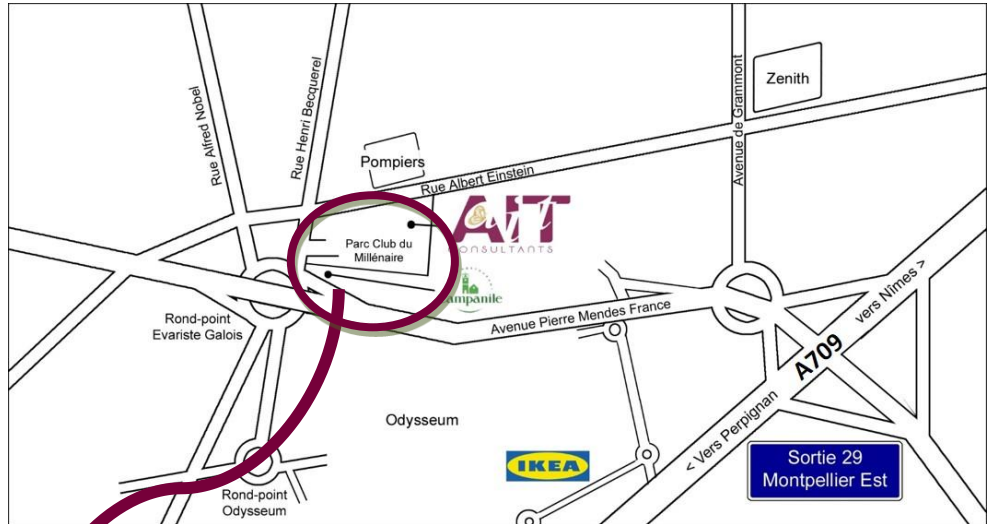 Zenith
Rue Alfred Nobel
Rue Henri Becquerel
Avenue de Grammont
Pompiers
Rue Albert Einstein
AIT
CONSULTANTS
Parc Club du
Millénaire
Campanile
Rond-point
Evariste Galois
Avenue Pierre Mendes France
vers Nîmes >
A709
< Vers Perpignan
Odysseum
IKEA
Sortie 29
Montpellier Est
Rond-point
Odysseum